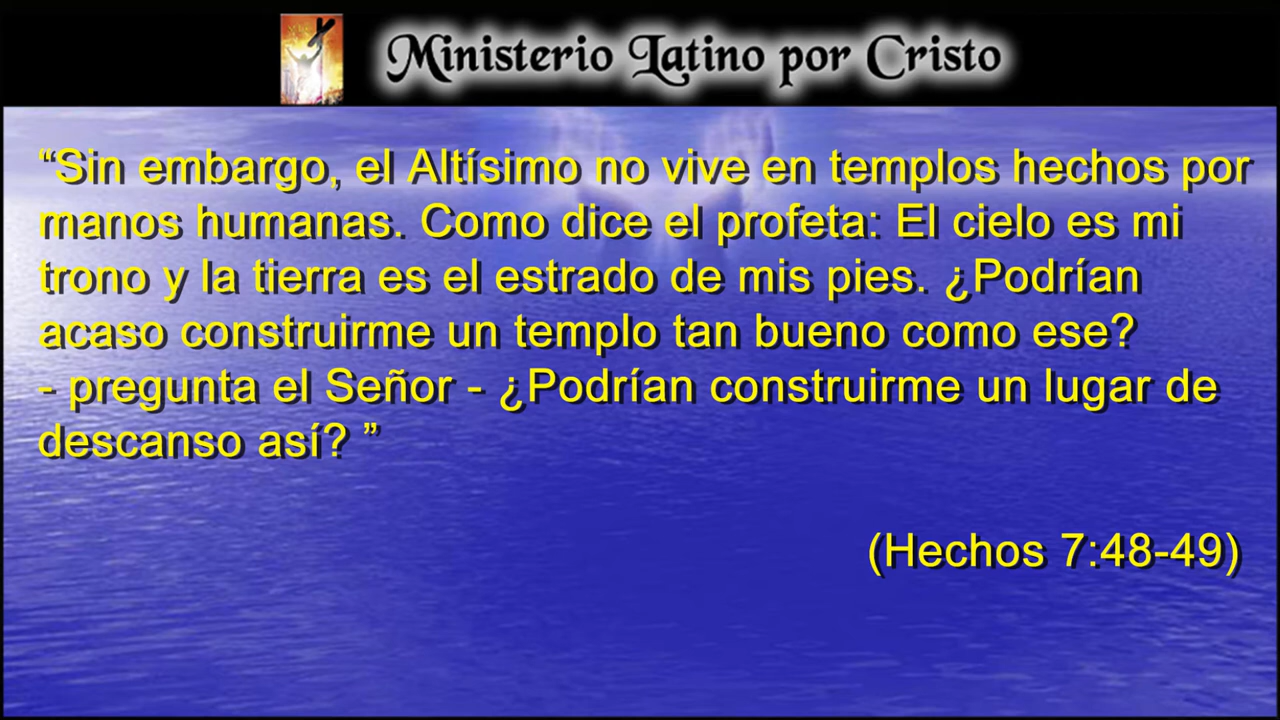 Ministerio Latino por Cristo
“Sin embargo, el Altísimo no vive en templos hechos por
manos humanas. Como dice el profeta: El cielo es mi
trono y la tierra es el estrado de mis pies. ¿Podrían
acaso construirme un templo tan bueno como ese?
- pregunta el Señor - ¿Podrían construirme un lugar de
descanso así? ”
(Hechos 7:48-49)